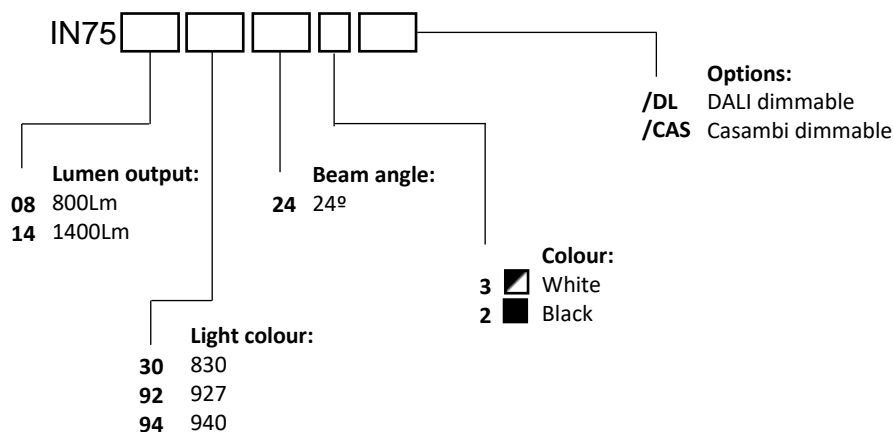 IN75
Options:
/DL DALI dimmable
/CAS Casambi dimmable
Lumen output:
08 800Lm
14 1400Lm
Beam angle:
24 24º
Colour:
3 White
2 Black
Light colour:
30 830
92 927
94 940